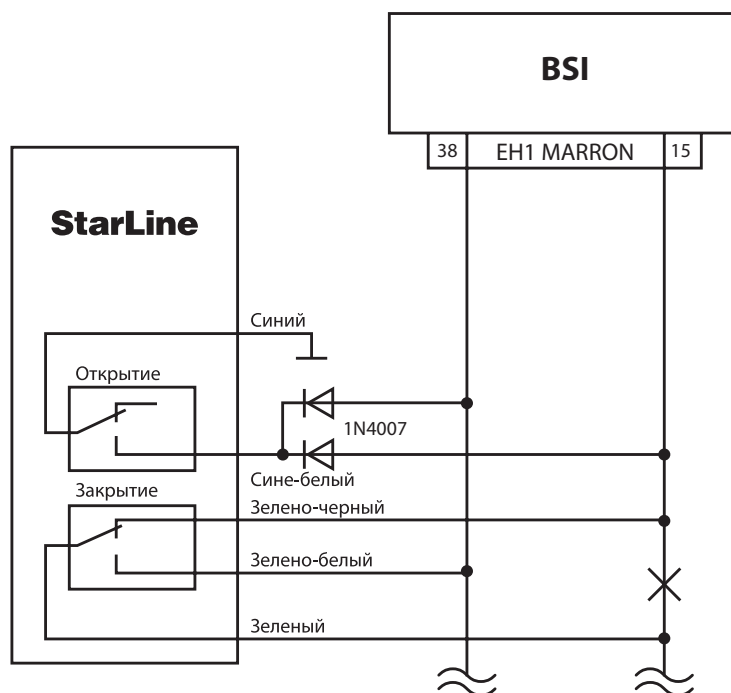 BSI
38 EH1 MARRON 15
StarLine
Синий
Открытие
1N4007
Сине-белый
Закрытие
Зелено-черный
Зелено-белый
Зеленый